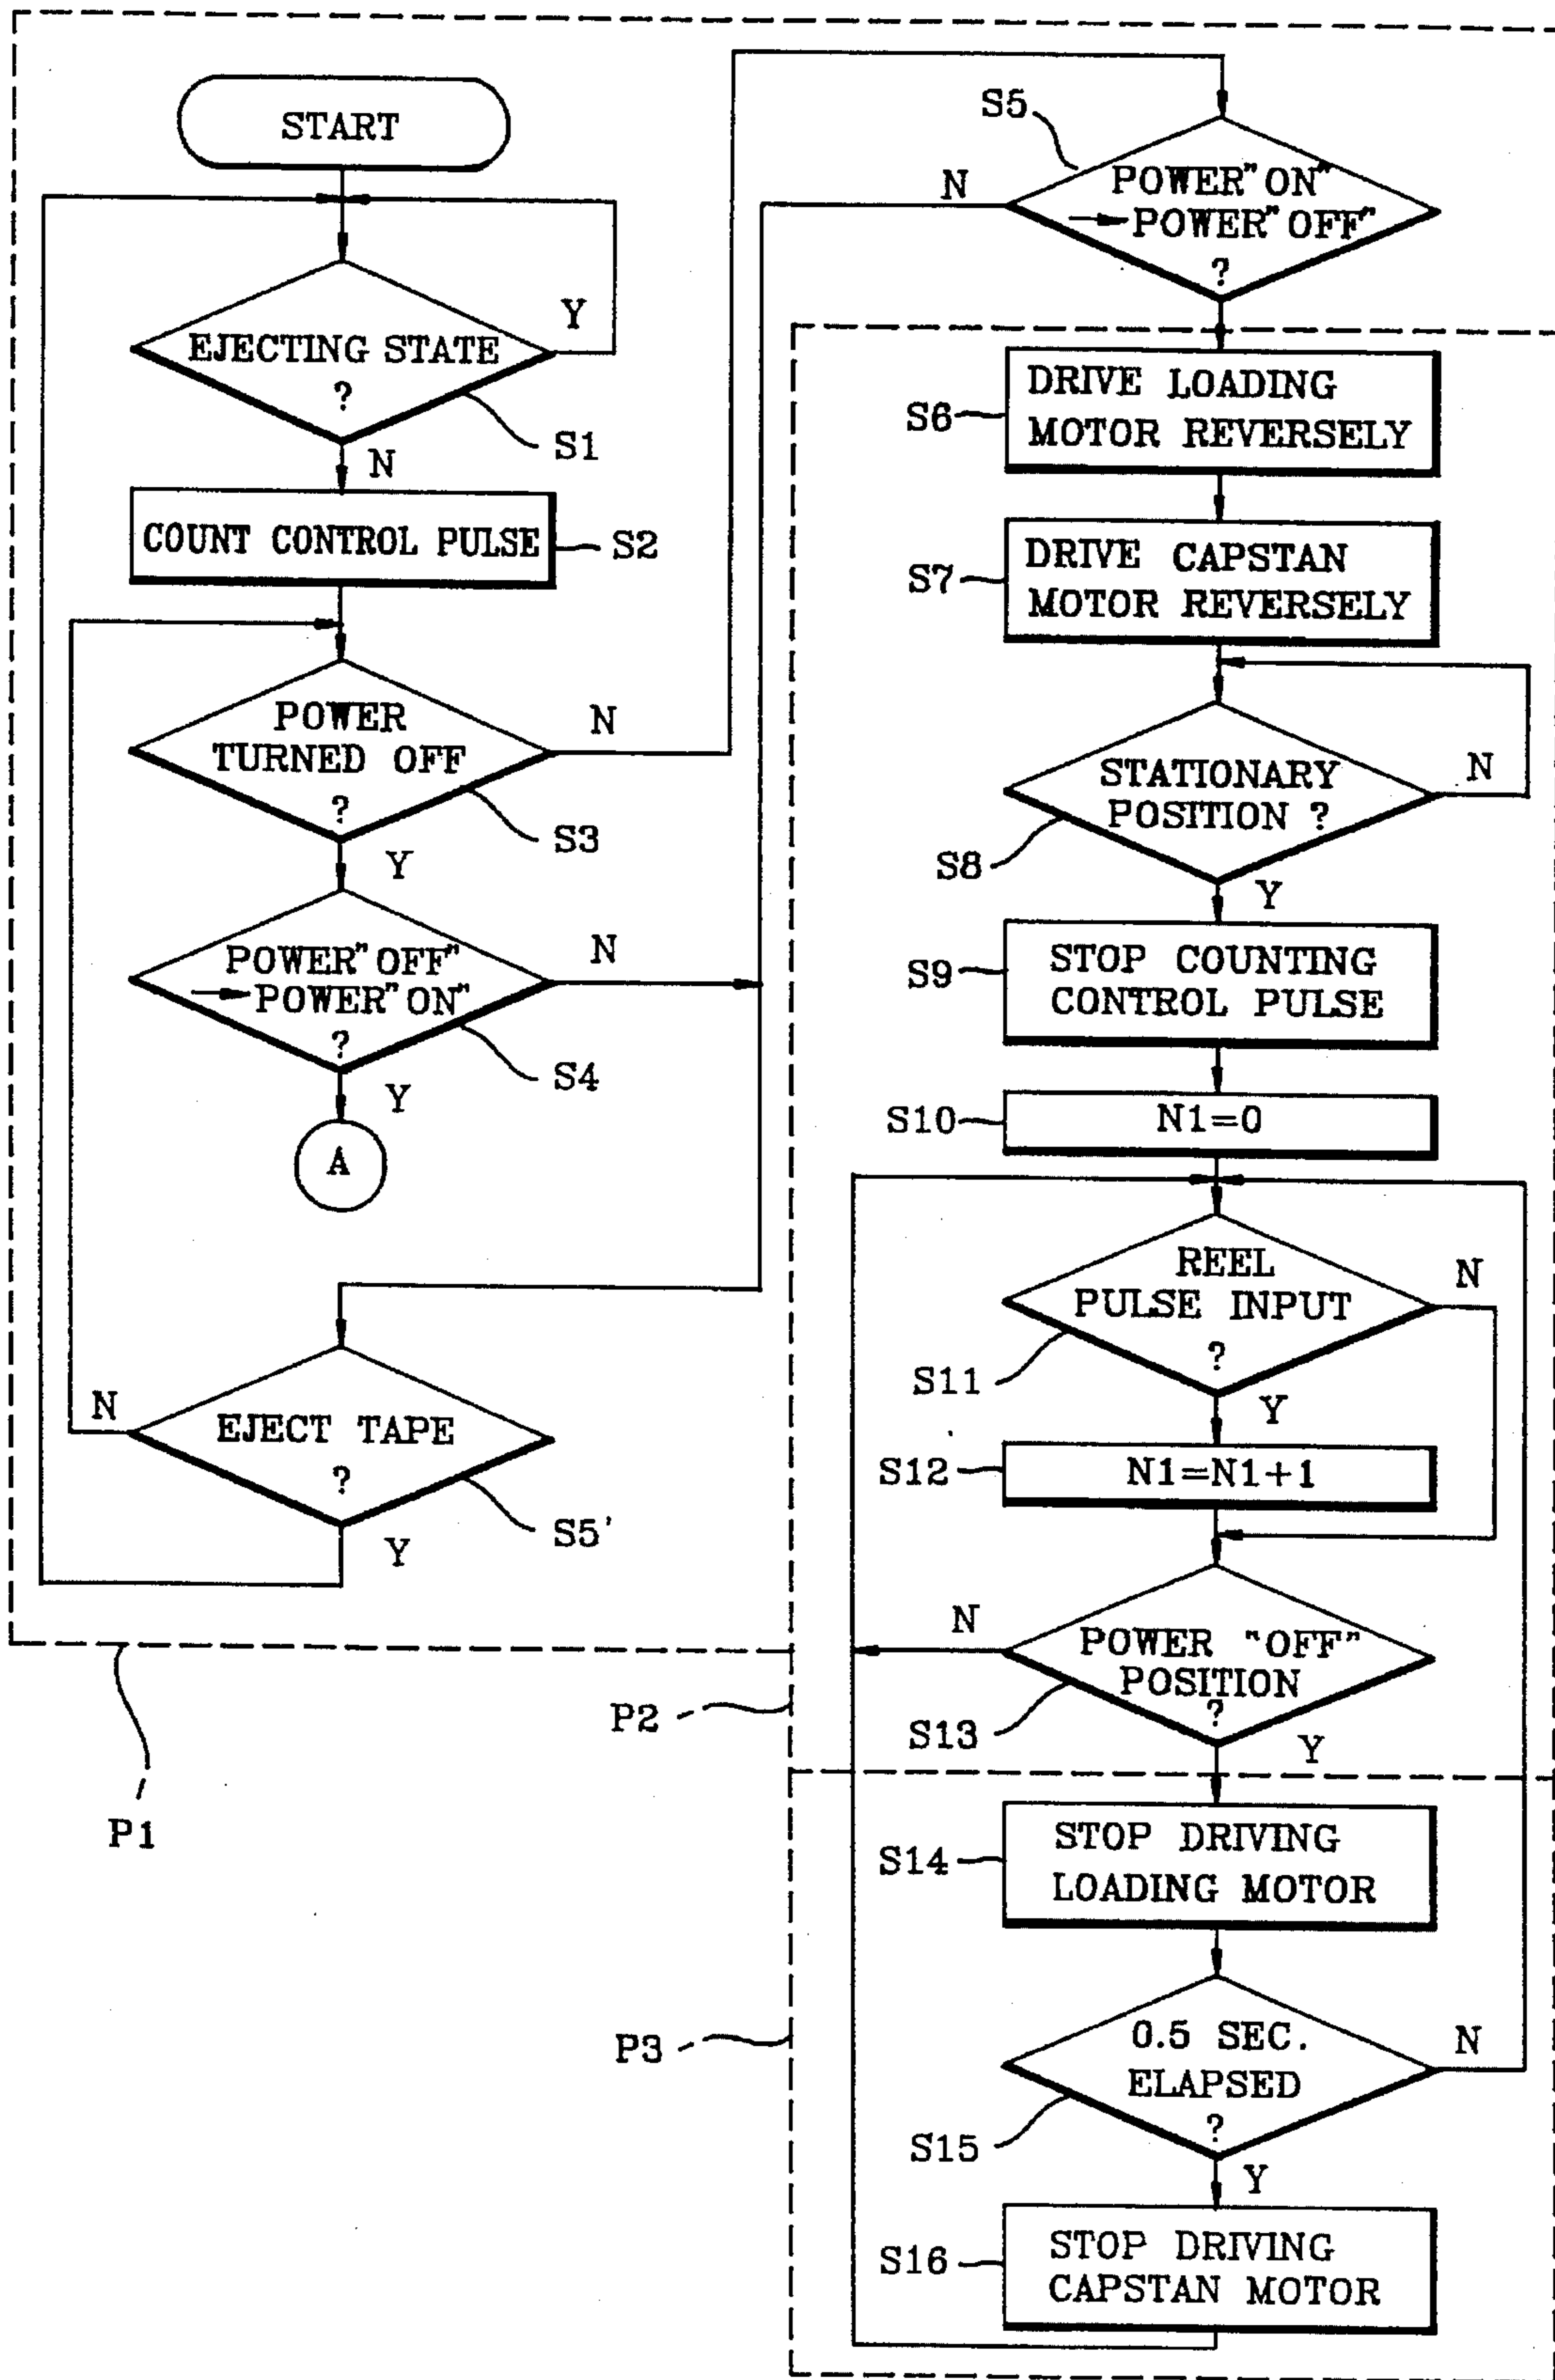 START
EJECTING STATE
?
Y
S1
N
COUNT CONTROL PULSE
S2
POWER
TURNED OFF
?
N
S3
Y
POWER"OFF"
→POWER"ON"
?
N
S4
Y
A
EJECT TAPE
?
N
S5'
Y
P1
S5
POWER"ON"
→POWER"OFF"
?
N
S6
DRIVE LOADING
MOTOR REVERSELY
S7
DRIVE CAPSTAN
MOTOR REVERSELY
STATIONARY
POSITION ?
N
S8
Y
S9
STOP COUNTING
CONTROL PULSE
S10
N1=0
REEL
PULSE INPUT
?
N
S11
Y
S12
N1=N1+1
N
POWER "OFF"
POSITION
?
P2
S13
Y
S14
STOP DRIVING
LOADING MOTOR
P3
0.5 SEC.
ELAPSED
?
N
S15
Y
S16
STOP DRIVING
CAPSTAN MOTOR